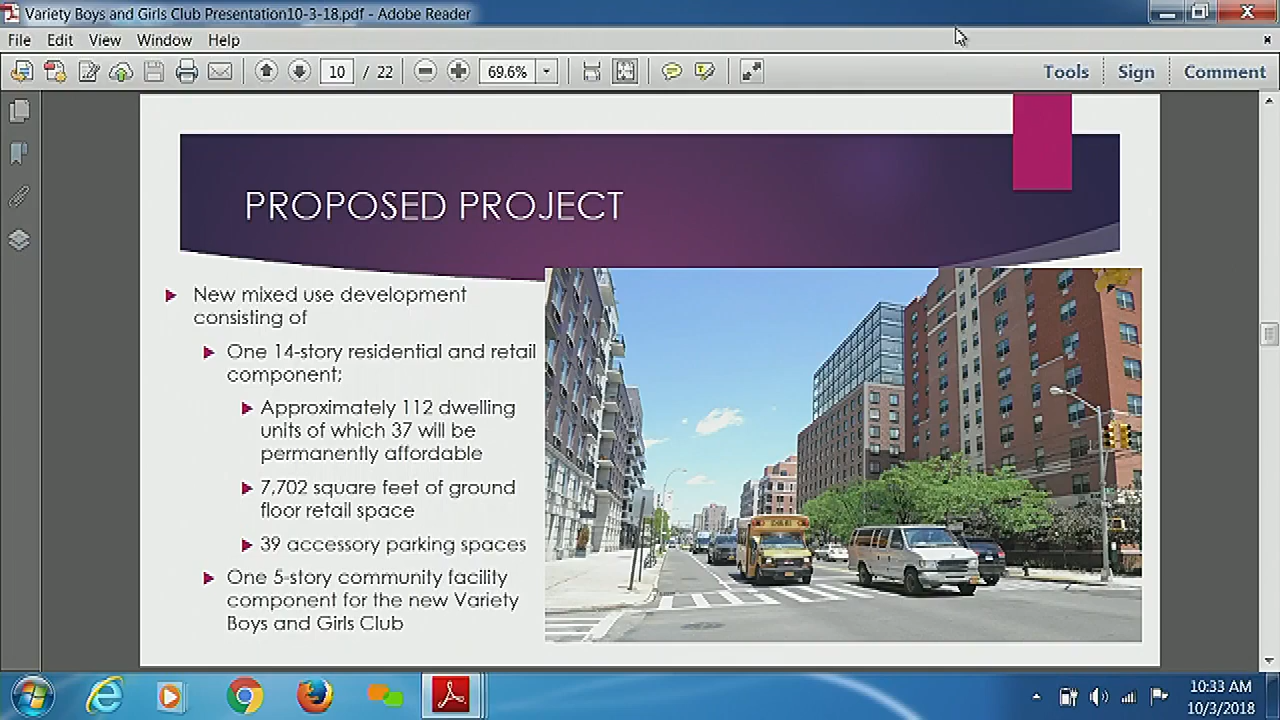 Variety Boys and Girls Club Presentation10-3-18.pdf - Adobe Reader
File Edit View Window Help
10 / 22 69.6% Tools Sign Comment
PROPOSED PROJECT
New mixed use development
consisting of
One 14-story residential and retail
component;
Approximately 112 dwelling
units of which 37 will be
permanently affordable
7,702 square feet of ground
floor retail space
39 accessory parking spaces
One 5-story community facility
component for the new Variety
Boys and Girls Club
10:33 AM
10/3/2018